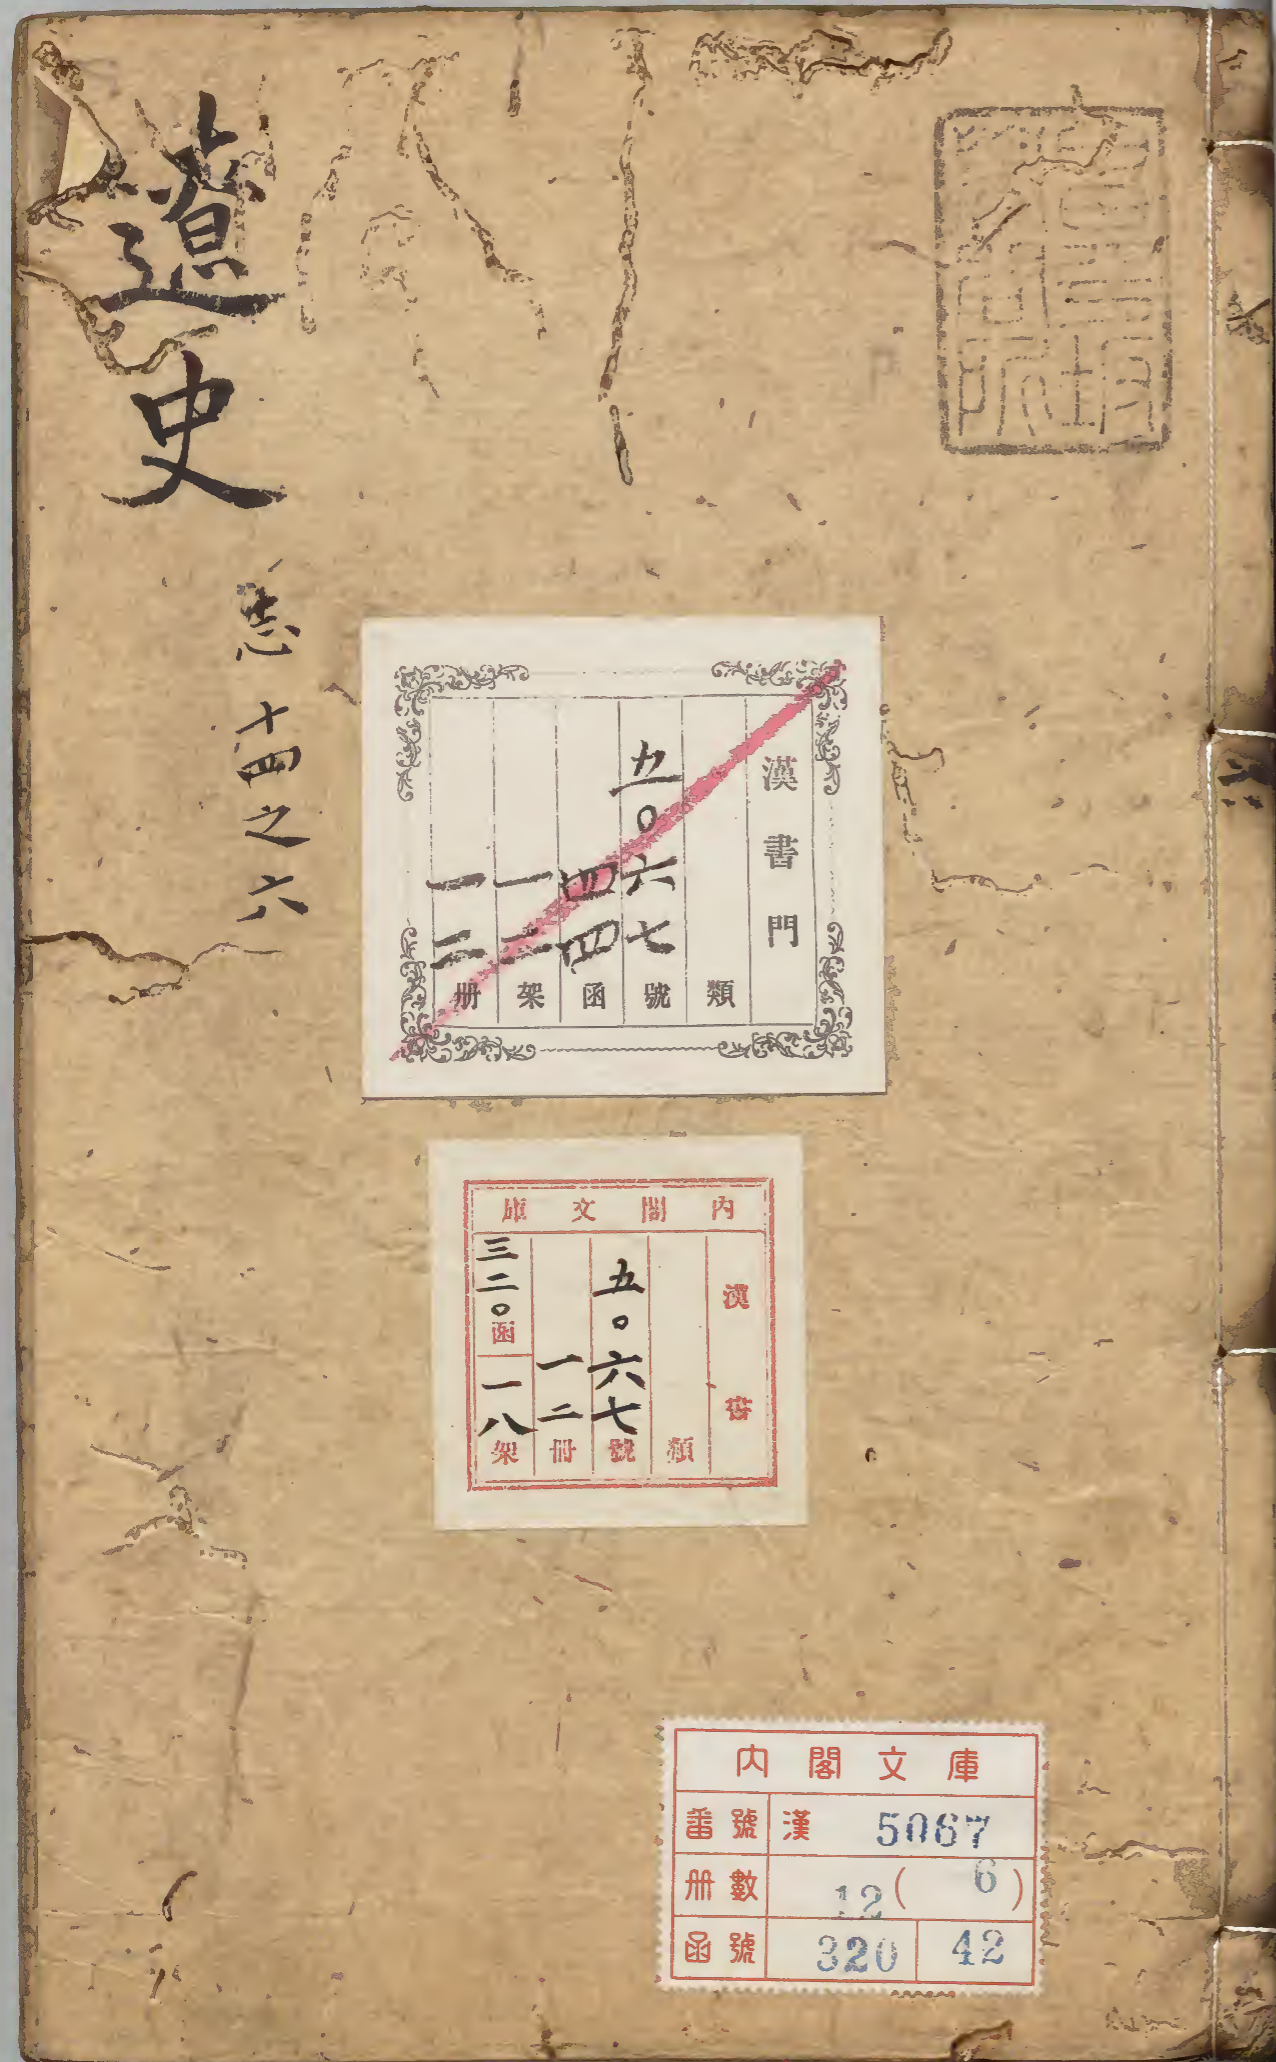 遼史
志 十四之六
漢書門
類
五〇六七號
四四函
一二架
一二册
內閣文庫
漢書
類
五〇六七號
一二冊
三二〇函
一八架
內閣文庫
番號 漢 5067
册數 12(6)
函號 320 42